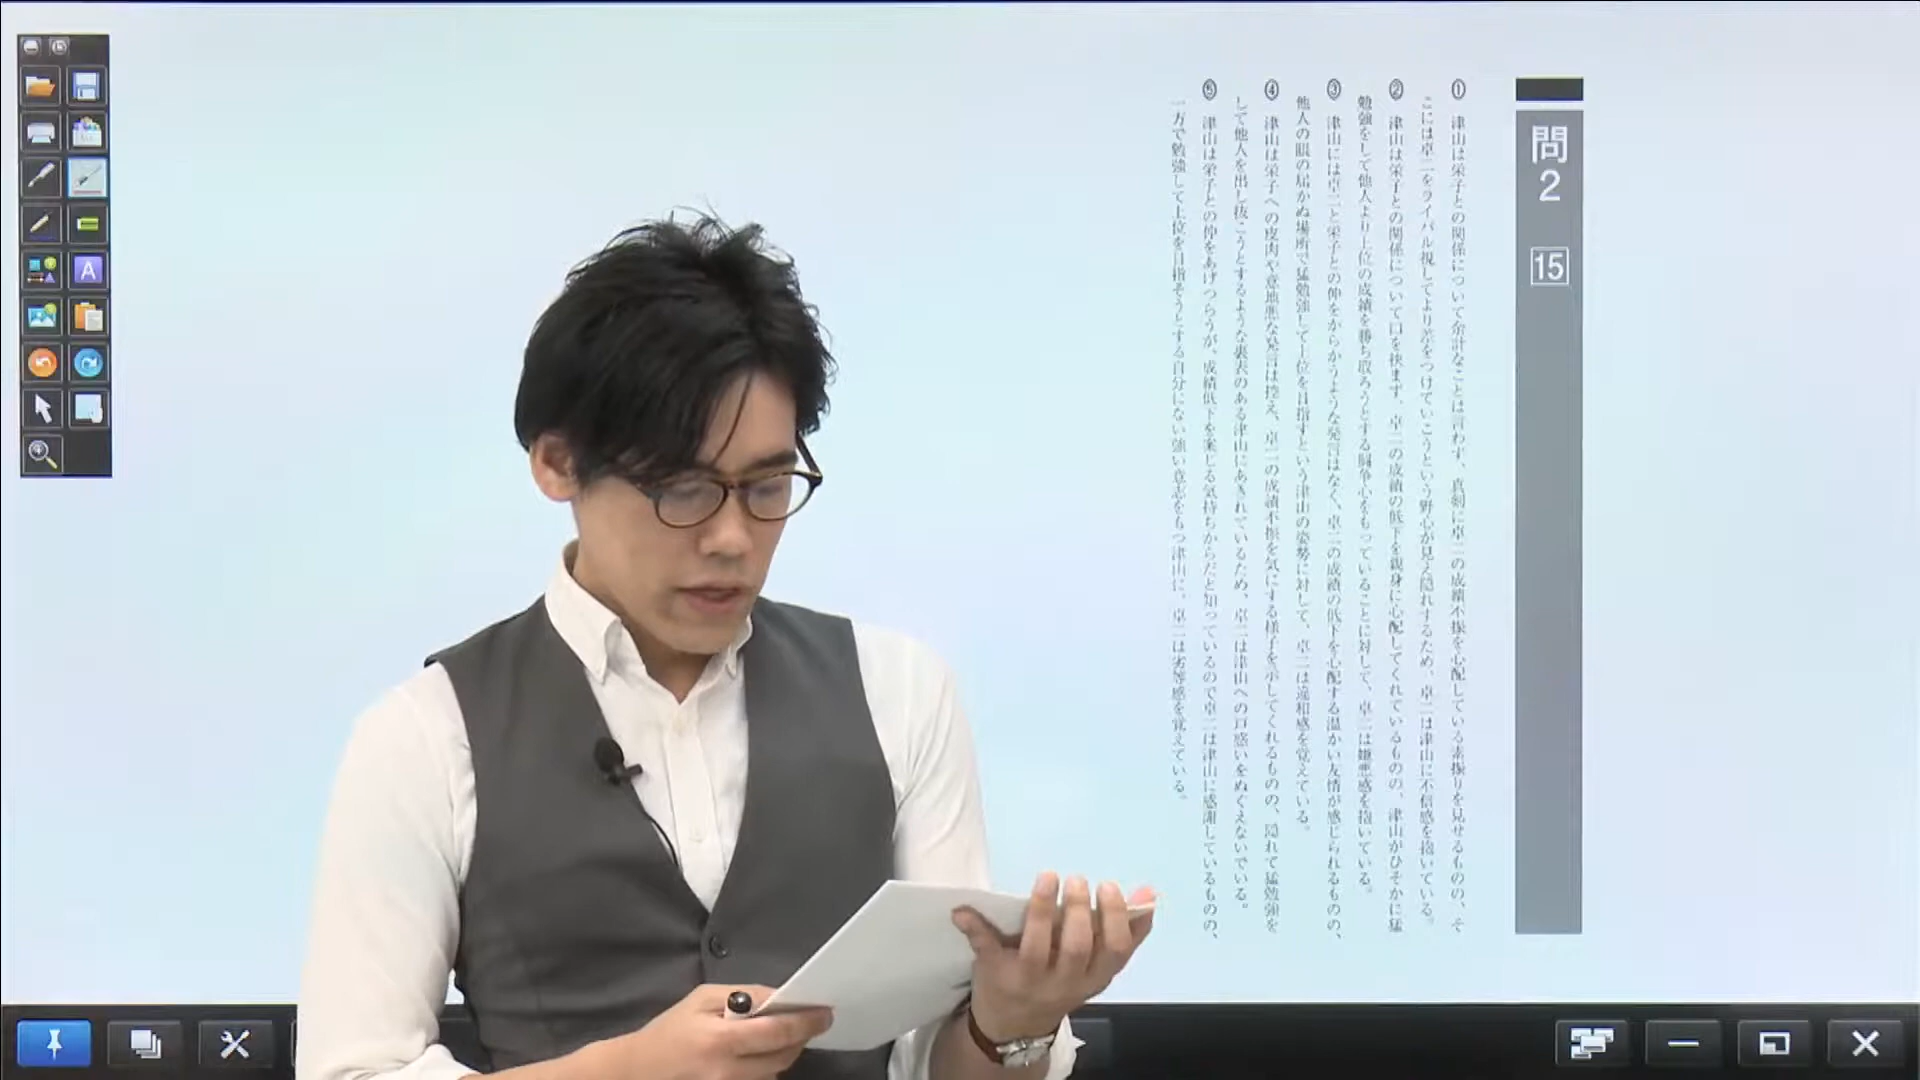 問2 15
① 津山は栄子との関係について余計なことは言わず、真剣に卓二の成績不振を心配している素振りを見せるものの、そ
こには卓二をライバル視してより差をつけていこうという野心が見え隠れするため、卓二は津山に不信感を抱いている。
② 津山は栄子との関係について口を挟まず、卓二の成績の低下を親身に心配してくれているものの、津山がひそかに猛
勉強をして他人より上位の成績を勝ち取ろうとする闘争心をもっていることに対して、卓二は嫌悪感を抱いている。
③ 津山には卓二と栄子との仲をからかうような発言はなく、卓二の成績の低下を心配する温かい友情が感じられるものの、
他人の眼の届かぬ場所で猛勉強して上位を目指すという津山の姿勢に対して、卓二は違和感を覚えている。
④ 津山は栄子への皮肉や意地悪な発言は控え、卓二の成績不振を気にする様子を示してくれるものの、隠れて猛勉強を
して他人を出し抜こうとするような裏表のある津山にあきれているため、卓二は津山への戸惑いをぬぐえないでいる。
⑤ 津山は栄子との仲をあげつらうが、成績低下を案じる気持ちからだと知っているので卓二は津山に感謝しているものの、
一方で勉強して上位を目指そうとする自分にない強い意志をもつ津山に、卓二は劣等感を覚えている。
A